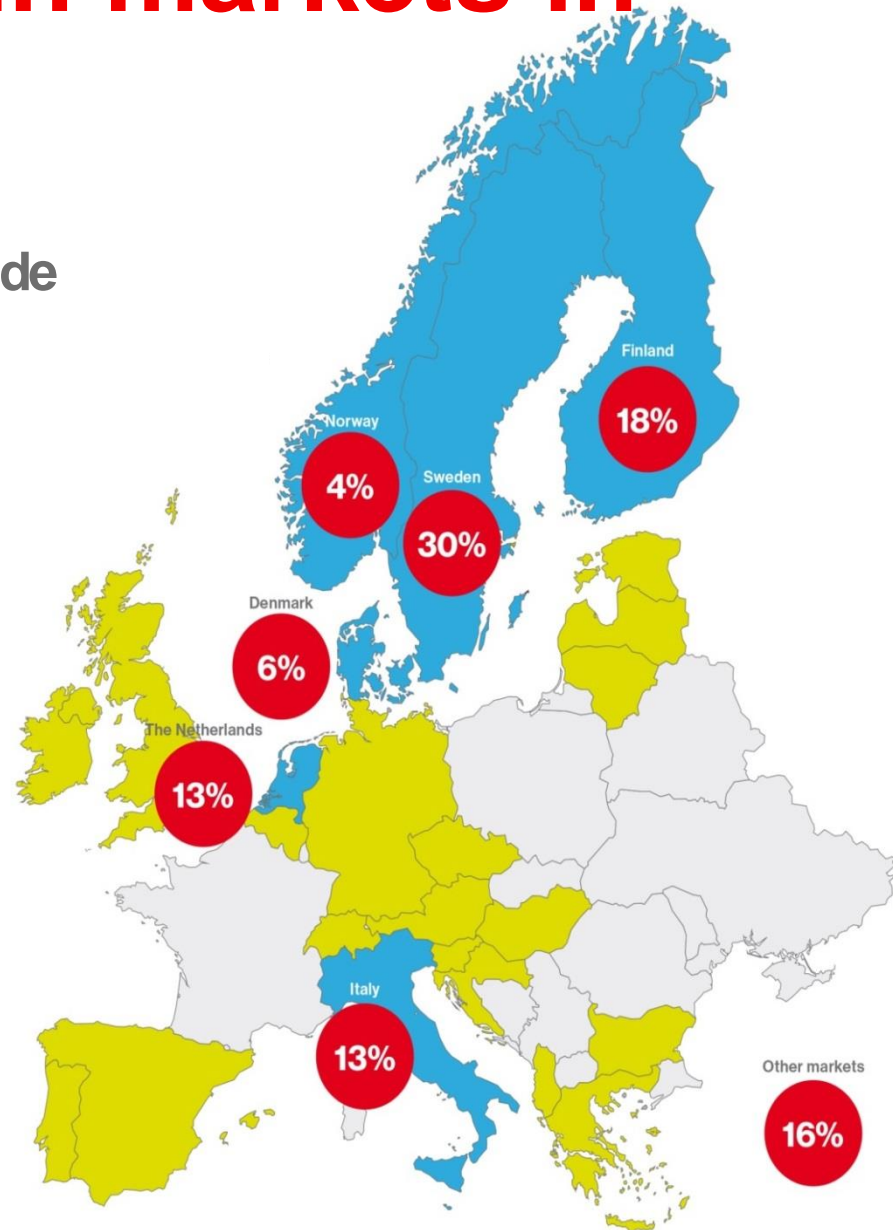 de
Finland
18%
Norway
4%
Sweden
30%
Denmark
6%
The Netherlands
13%
Italy
13%
Other markets
16%